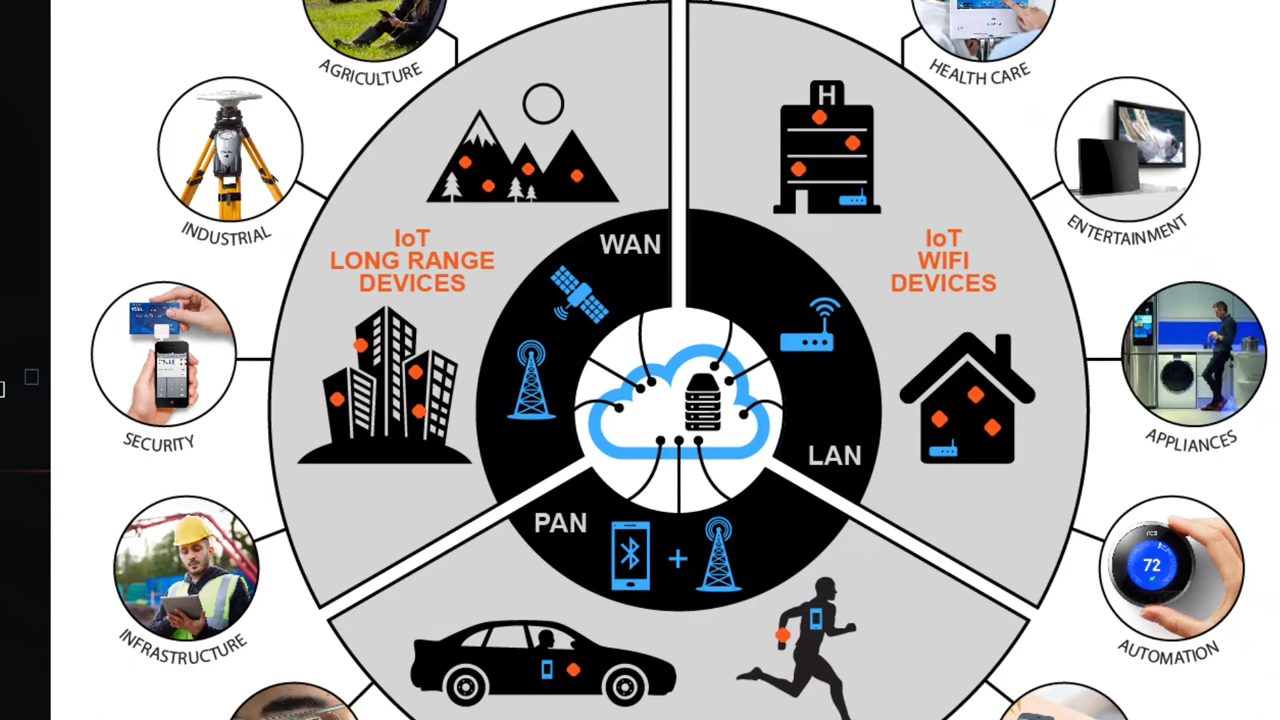 AGRICULTURE
HEALTH CARE
H
INDUSTRIAL
ENTERTAINMENT
WAN
IoT
LONG RANGE
DEVICES
IoT
WIFI
DEVICES
SECURITY
APPLIANCES
LAN
PAN
+
72
INFRASTRUCTURE
AUTOMATION